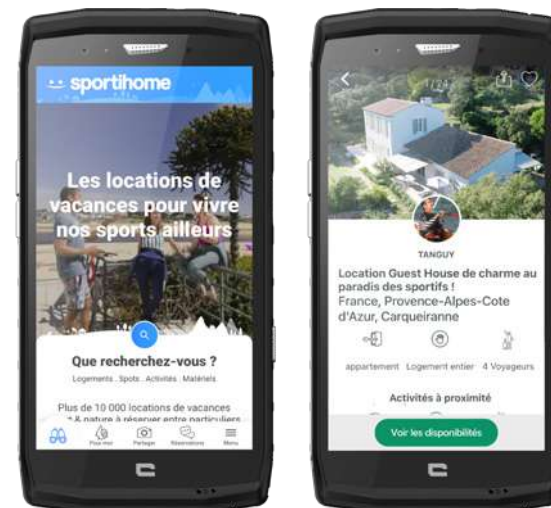 sportihome
Les locations de
vacances pour vivre
nos sports ailleurs
Que recherchez-vous ?
Logements . Spots . Activités . Matériels
Plus de 10 000 locations de vacances
& nature à réserver entre particuliers
Pour moi
Partager
Réservations
Menu
1/24
TANGUY
Location Guest House de charme au
paradis des sportifs !
France, Provence-Alpes-Cote
d'Azur, Carqueiranne
appartement
Logement entier
4 Voyageurs
Activités à proximité
Voir les disponibilités